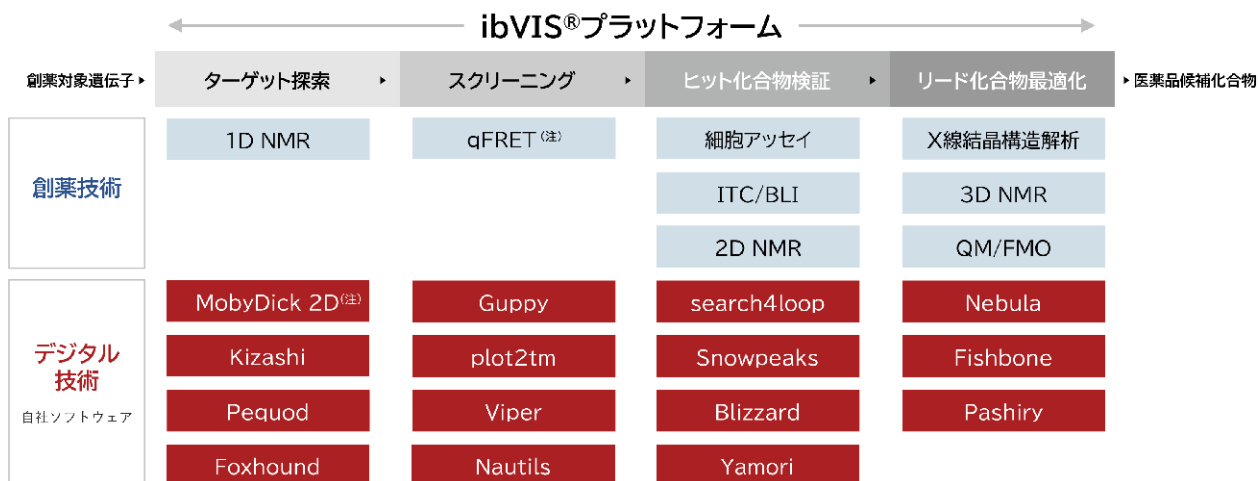 ibVIS®プラットフォーム
創薬対象遺伝子▸ ターゲット探索 ▸ スクリーニング ▸ ヒット化合物検証 ▸ リード化合物最適化 ▸医薬品候補化合物
創薬技術
1D NMR qFRET(注) 細胞アッセイ X線結晶構造解析
ITC/BLI 3D NMR
2D NMR QM/FMO
デジタル
技術
自社ソフトウェア
MobyDick 2D(注) Guppy search4loop Nebula
Kizashi plot2tm Snowpeaks Fishbone
Pequod Viper Blizzard Pashiry
Foxhound Nautils Yamori